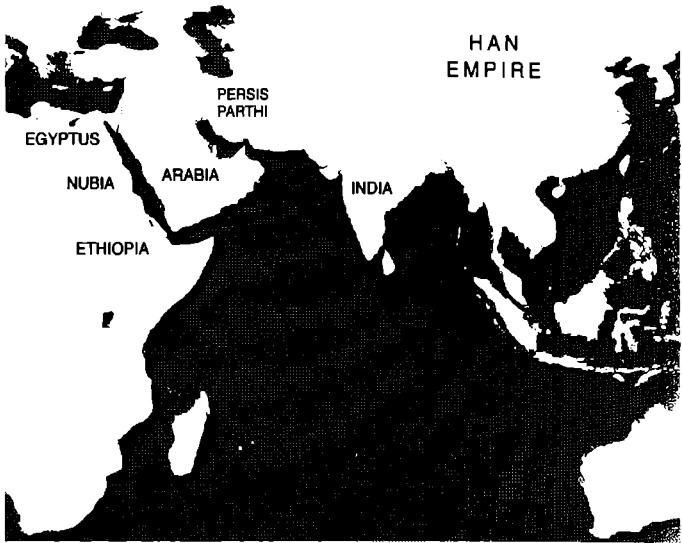 HAN
EMPIRE
PERSIS
PARTHI
EGYPTUS
ARABIA
NUBIA
INDIA
ETHIOPIA